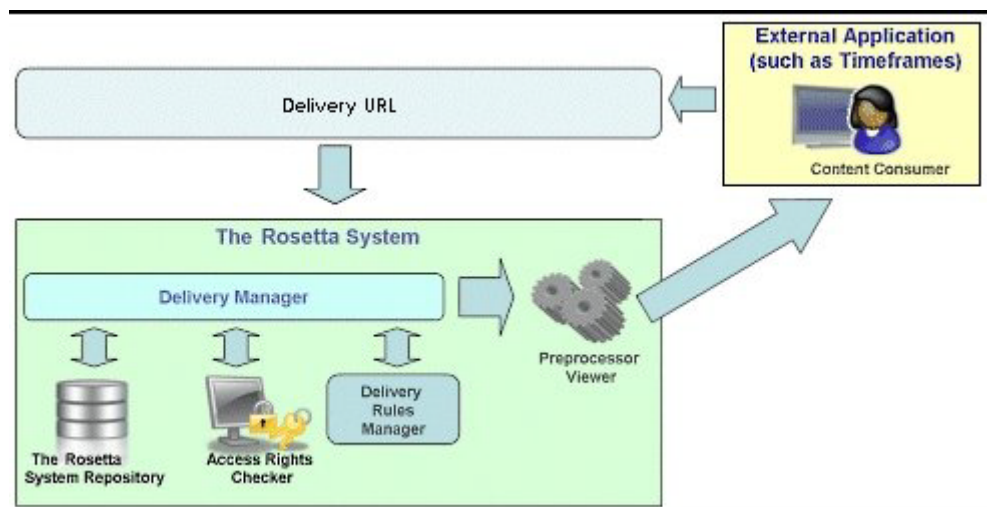 External Application
(such as Timeframes)
Content Consumer
Delivery URL
The Rosetta System
Delivery Manager
Preprocessor
Viewer
The Rosetta
System Repository
Access Rights
Checker
Delivery
Rules
Manager